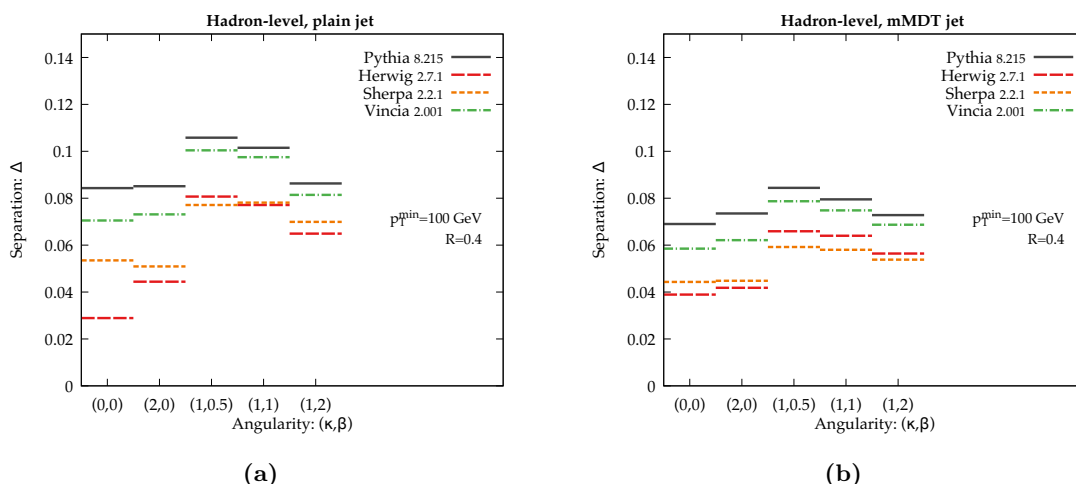 Hadron-level, plain jet
0.14
0.12
0.1
0.08
0.06
0.04
0.02
0
Separation: Δ
Pythia 8.215
Herwig 2.7.1
Sherpa 2.2.1
Vincia 2.001
pTmin=100 GeV
R=0.4
(0,0) (2,0) (1,0.5) (1,1) (1,2)
Angularity: (κ,β)
(a)
Hadron-level, mMDT jet
0.14
0.12
0.1
0.08
0.06
0.04
0.02
0
Separation: Δ
Pythia 8.215
Herwig 2.7.1
Sherpa 2.2.1
Vincia 2.001
pTmin=100 GeV
R=0.4
(0,0) (2,0) (1,0.5) (1,1) (1,2)
Angularity: (κ,β)
(b)